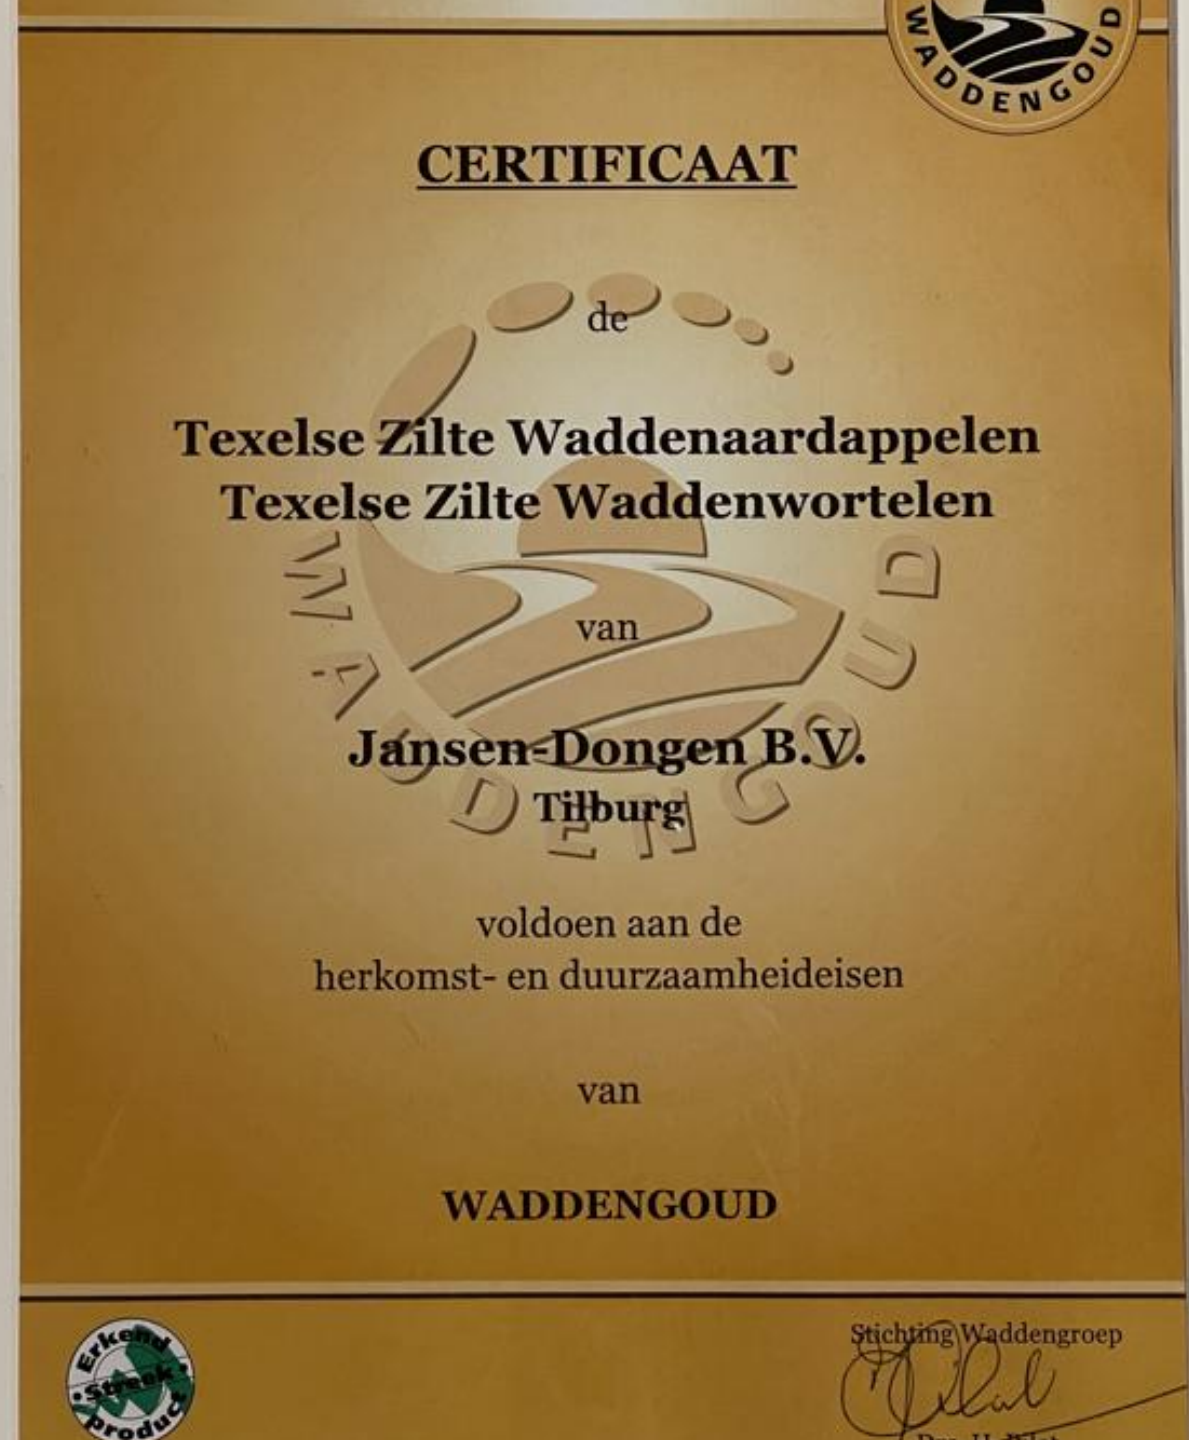 WADDENGOUD
CERTIFICAAT
de
Texelse Zilte Waddenaardappelen
Texelse Zilte Waddenwortelen
van
Jansen-Dongen B.V.
Tilburg
WADDENGOUD
voldoen aan de
herkomst- en duurzaamheideisen
van
WADDENGOUD
Erkend
Streek
product
Stichting Waddengroep